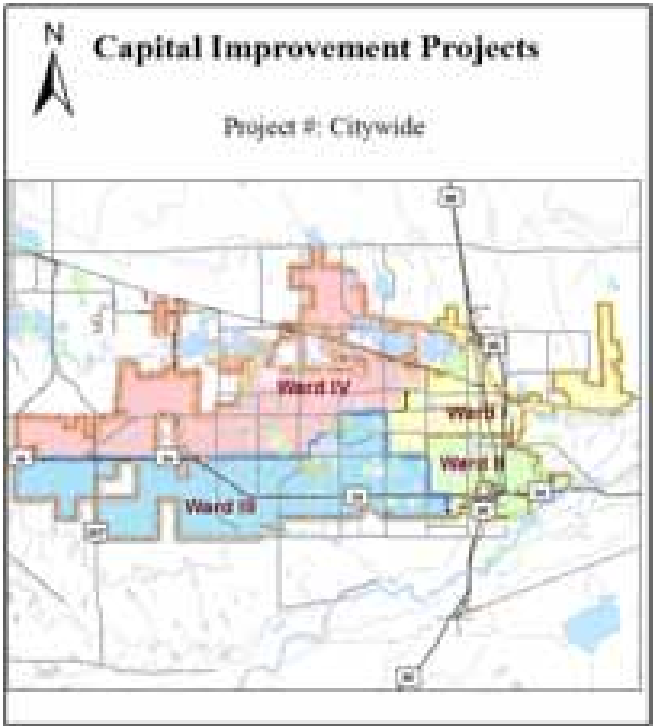 N
Capital Improvement Projects
Project #: Citywide
Ward IV
Ward I
Ward II
Ward III